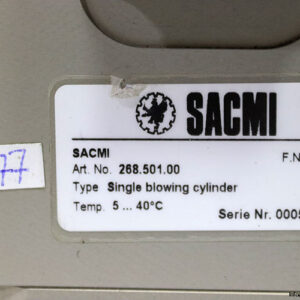 SACMI
SACMI
F.N
Art. No. 268.501.00
Type Single blowing cylinder
Temp. 5 ... 40°C
Serie Nr. 0005
77